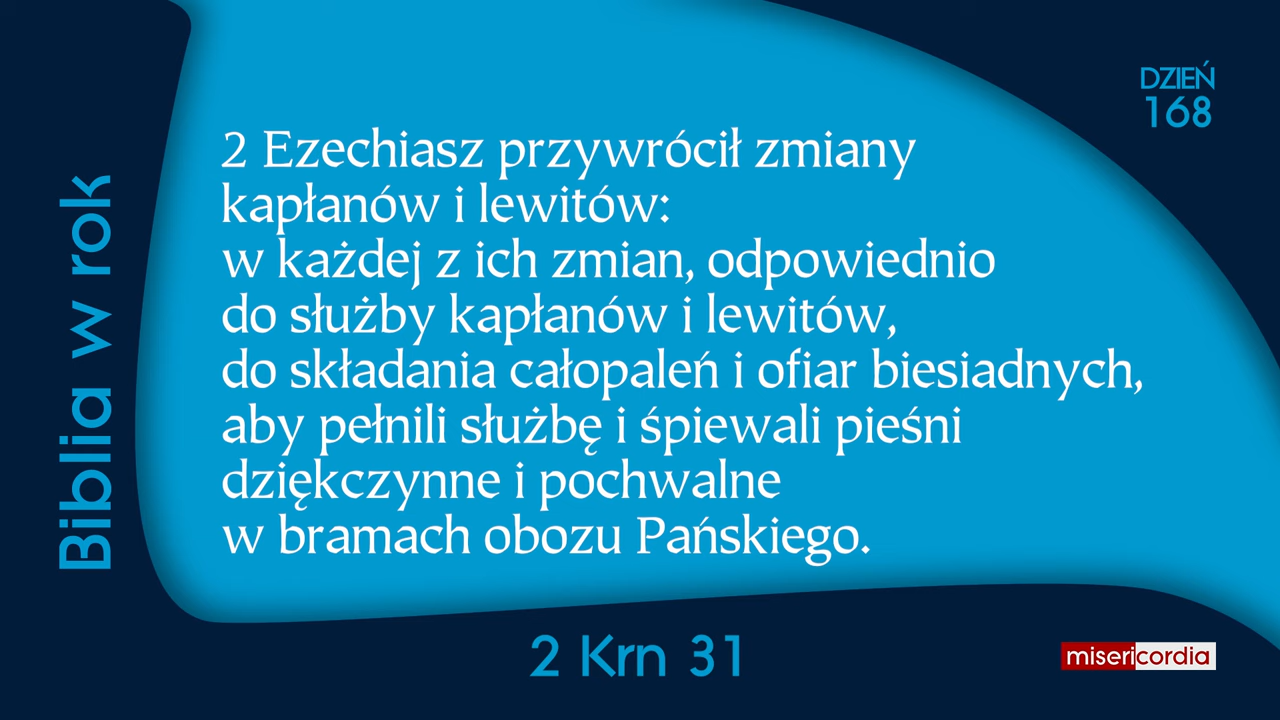 DZIEŃ
168
2 Ezechiasz przywrócił zmiany
kapłanów i lewitów:
w każdej z ich zmian, odpowiednio
do służby kapłanów i lewitów,
do składania całopaleń i ofiar biesiadnych,
aby pełnili służbę i śpiewali pieśni
dziękczynne i pochwalne
w bramach obozu Pańskiego.
Biblia w rok
2 Krn 31
misericordia